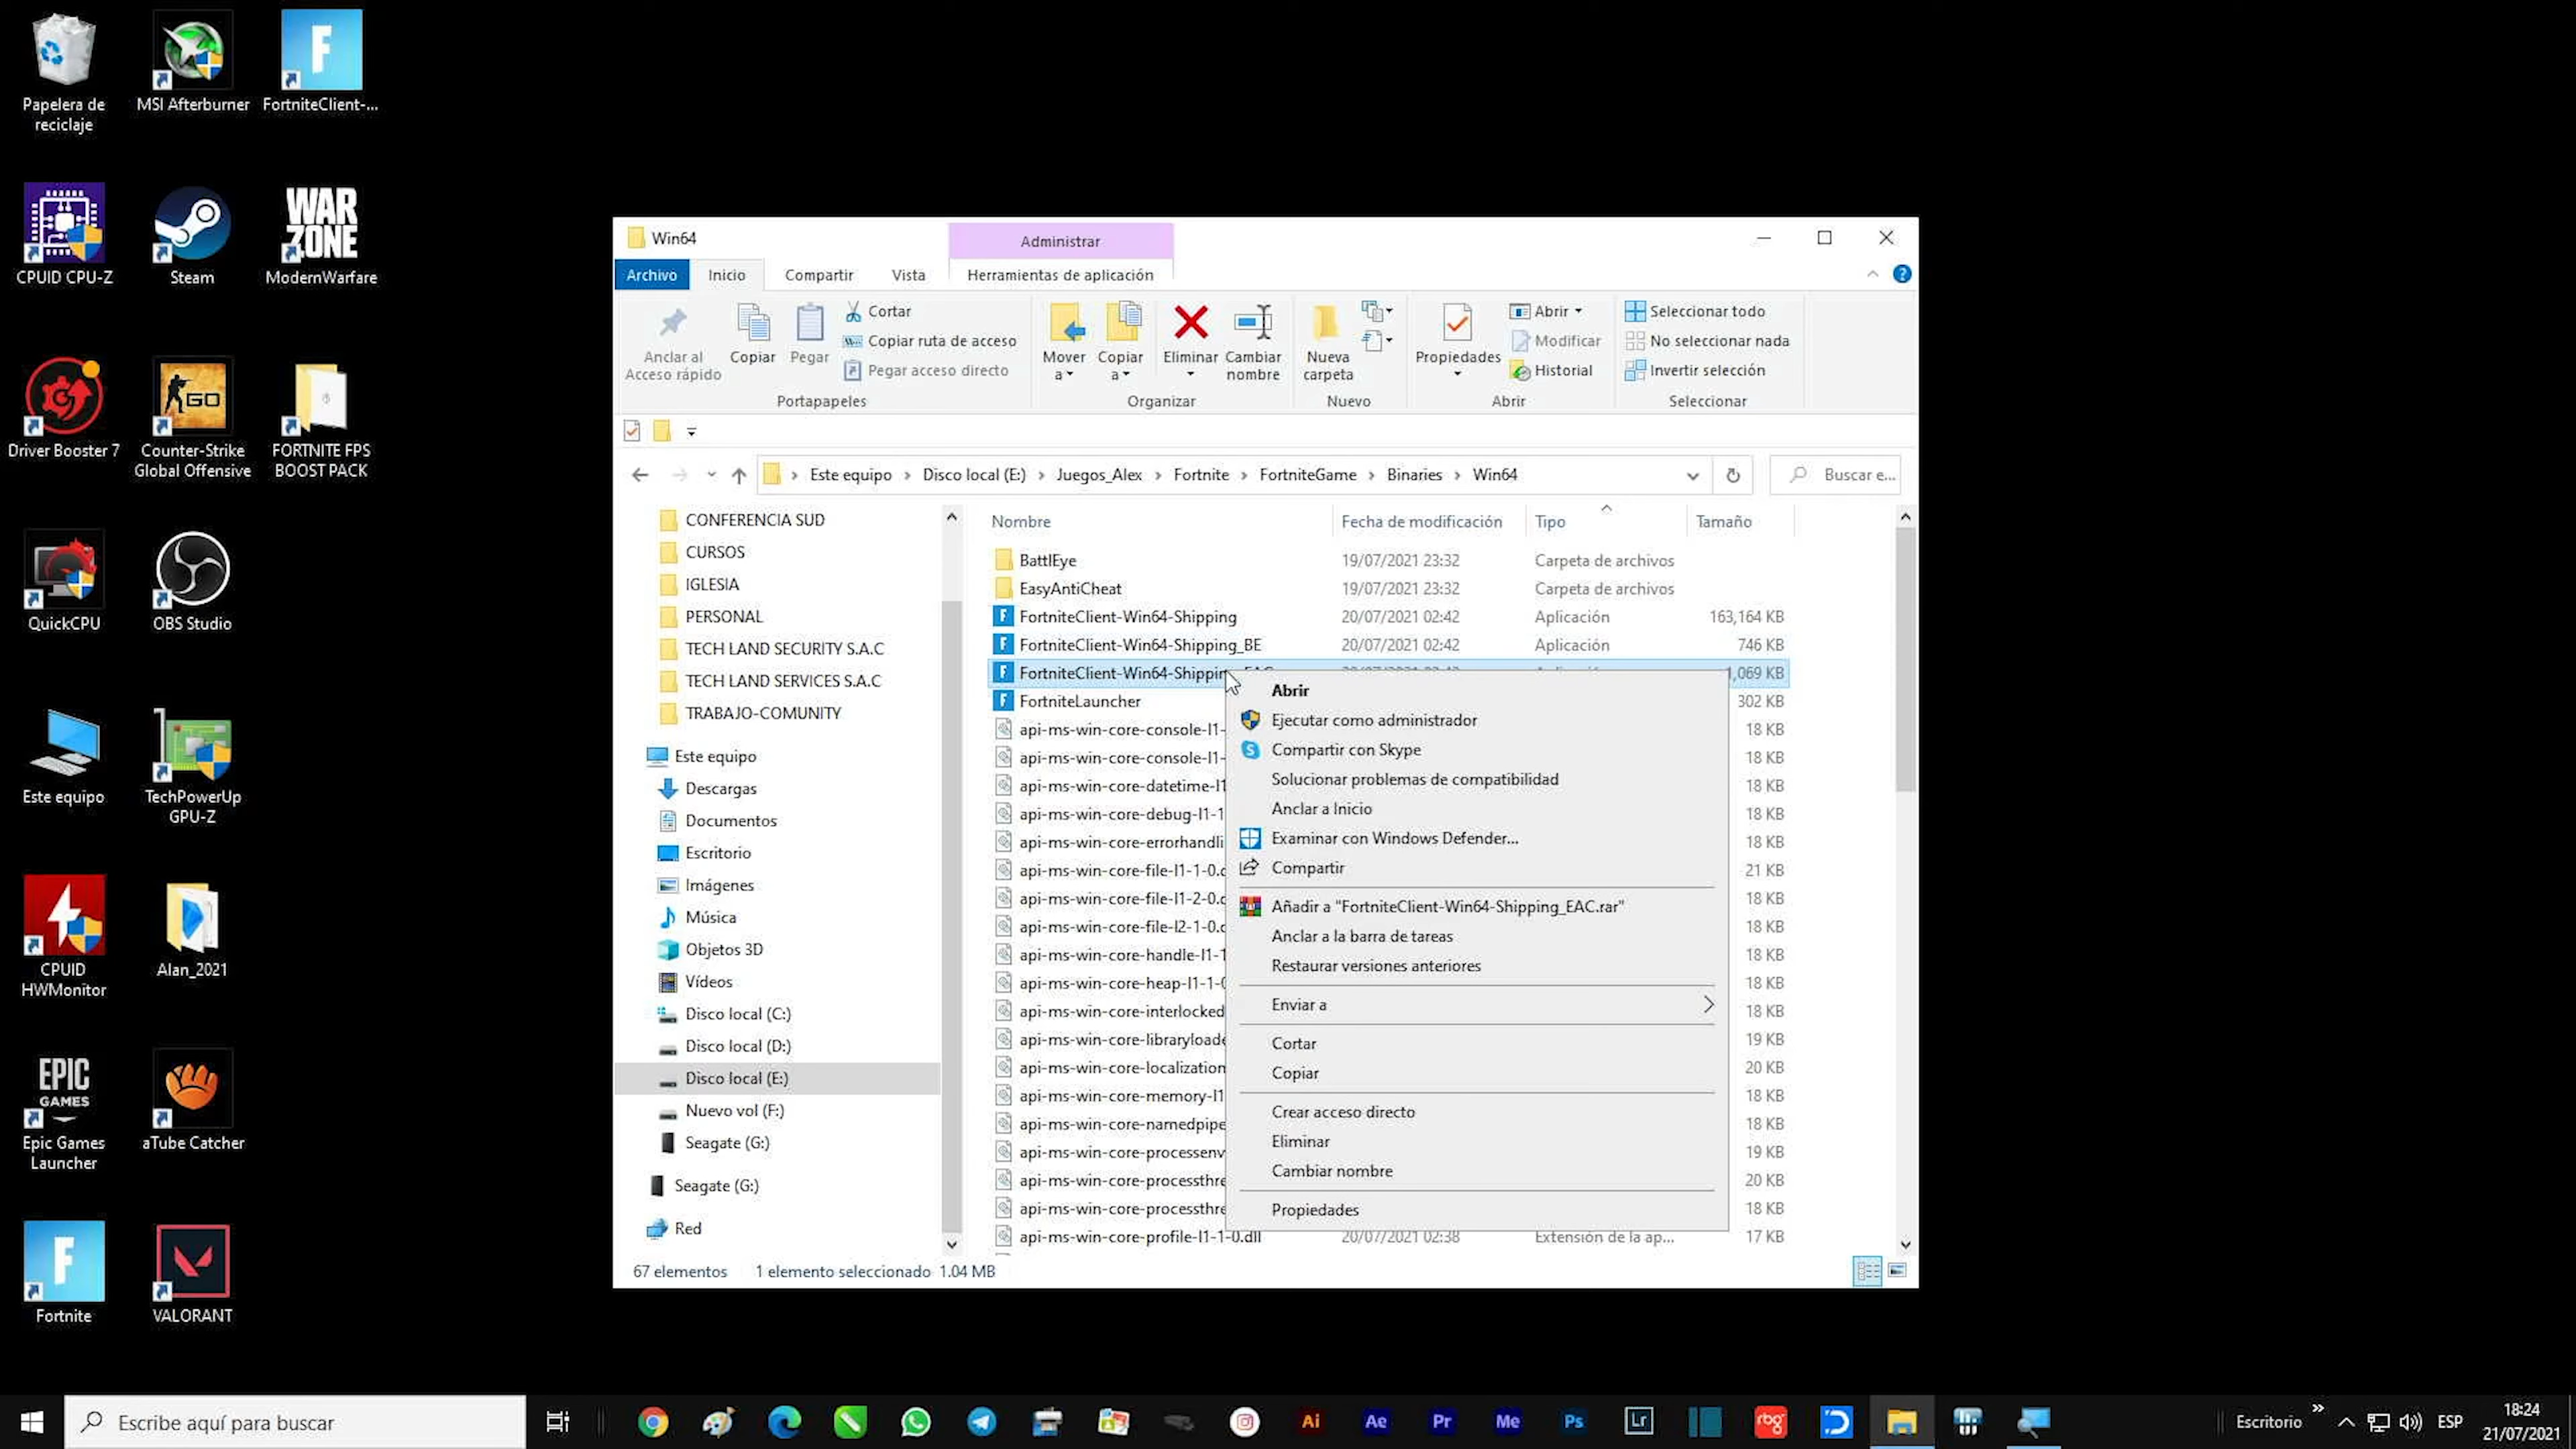 Papelera de
reciclaje
MSI Afterburner
FortniteClient-...
CPUID CPU-Z
Steam
WAR
ZONE
ModernWarfare
Driver Booster 7
GO
Counter-Strike
Global Offensive
FORTNITE FPS
BOOST PACK
QuickCPU
OBS Studio
Este equipo
TechPowerUp
GPU-Z
CPUID
HWMonitor
Alan_2021
EPIC
GAMES
Epic Games
Launcher
aTube Catcher
Fortnite
VALORANT
Win64
Administrar
Archivo
Inicio
Compartir
Vista
Herramientas de aplicación
Anclar al
Acceso rápido
Copiar
Pegar
Cortar
Copiar ruta de acceso
Pegar acceso directo
Portapapeles
Mover
a
Copiar
a
Eliminar
Cambiar
nombre
Organizar
Nueva
carpeta
Nuevo
Propiedades
Abrir
Modificar
Historial
Abrir
Seleccionar todo
No seleccionar nada
Invertir selección
Seleccionar
Este equipo > Disco local (E:) > Juegos_Alex > Fortnite > FortniteGame > Binaries > Win64
Buscar e...
CONFERENCIA SUD
CURSOS
IGLESIA
PERSONAL
TECH LAND SECURITY S.A.C
TECH LAND SERVICES S.A.C
TRABAJO-COMUNITY
Este equipo
Descargas
Documentos
Escritorio
Imágenes
Música
Objetos 3D
Vídeos
Disco local (C:)
Disco local (D:)
Disco local (E:)
Nuevo vol (F:)
Seagate (G:)
Seagate (G:)
Red
Nombre Fecha de modificación Tipo Tamaño
BattlEye 19/07/2021 23:32 Carpeta de archivos
EasyAntiCheat 19/07/2021 23:32 Carpeta de archivos
FortniteClient-Win64-Shipping 20/07/2021 02:42 Aplicación 163,164 KB
FortniteClient-Win64-Shipping_BE 20/07/2021 02:42 Aplicación 746 KB
FortniteClient-Win64-Shippin 1,069 KB
FortniteLauncher 302 KB
api-ms-win-core-console-l1- 18 KB
api-ms-win-core-console-l1- 18 KB
api-ms-win-core-datetime-l1 18 KB
api-ms-win-core-debug-l1-1 18 KB
api-ms-win-core-errorhandli 18 KB
api-ms-win-core-file-l1-1-0.d 21 KB
api-ms-win-core-file-l1-2-0.d 18 KB
api-ms-win-core-file-l2-1-0.d 18 KB
api-ms-win-core-handle-l1-1 18 KB
api-ms-win-core-heap-l1-1-0 18 KB
api-ms-win-core-interlocked 18 KB
api-ms-win-core-libraryloade 19 KB
api-ms-win-core-localization 20 KB
api-ms-win-core-memory-l1 18 KB
api-ms-win-core-namedpipe 18 KB
api-ms-win-core-processenv 19 KB
api-ms-win-core-processthre 20 KB
api-ms-win-core-processthre 18 KB
api-ms-win-core-profile-l1-1-0.dll 20/07/2021 02:38 Extensión de la ap... 17 KB
Abrir
Ejecutar como administrador
Compartir con Skype
Solucionar problemas de compatibilidad
Anclar a Inicio
Examinar con Windows Defender...
Compartir
Añadir a "FortniteClient-Win64-Shipping_EAC.rar"
Anclar a la barra de tareas
Restaurar versiones anteriores
Enviar a
Cortar
Copiar
Crear acceso directo
Eliminar
Cambiar nombre
Propiedades
67 elementos 1 elemento seleccionado 1.04 MB
Escribe aquí para buscar
Ai
Ae
Pr
Me
Ps
Lr
rbg
Escritorio
ESP
18:24
21/07/2021